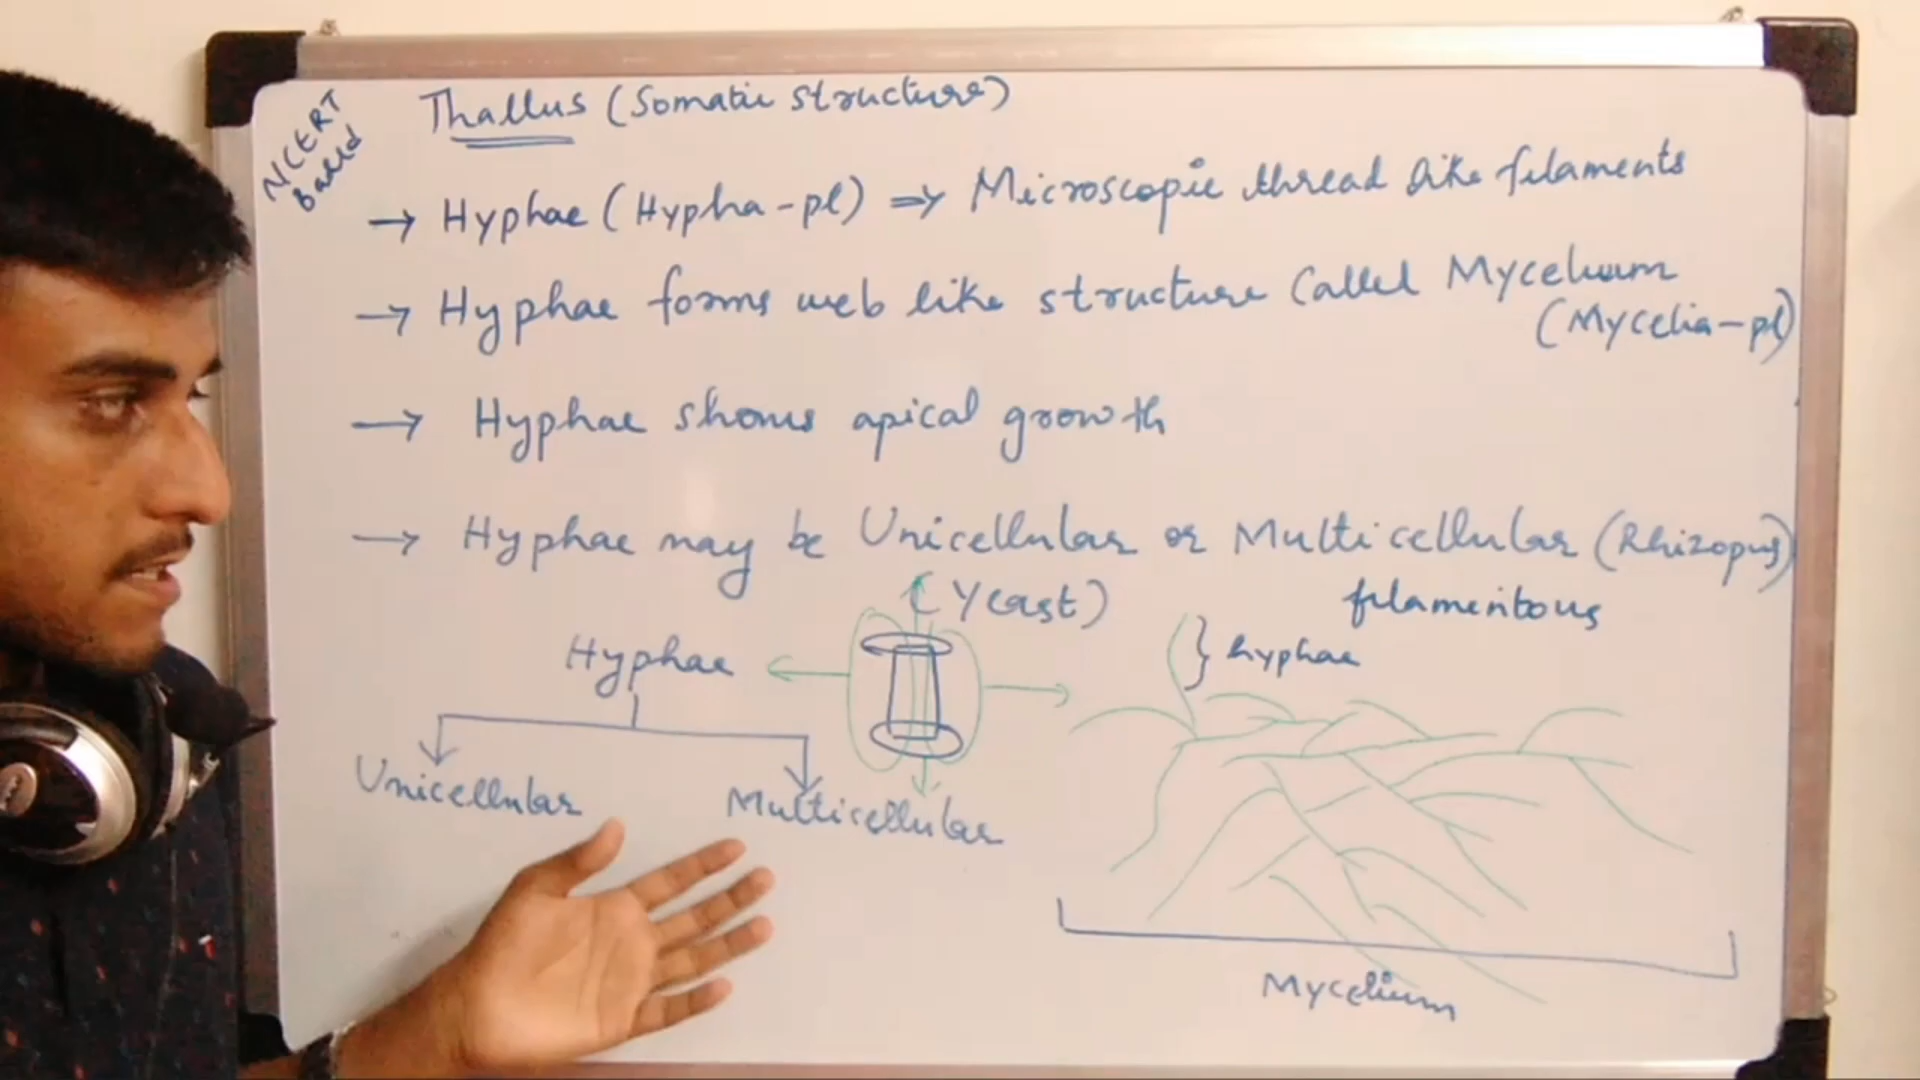 NCERT
Based
Thallus (Somatic structure)
→ Hyphae (Hypha-pl) ⇒ Microscopic thread like filaments
→ Hyphae forms web like structure Called Mycelium
(Mycelia-pl)
→ Hyphae shows apical growth
→ Hyphae may be Unicellular or Multicellular (Rhizopus)
(Yeast)
filamentous
Hyphae
hyphae
Unicellular
Multicellular
Mycelium